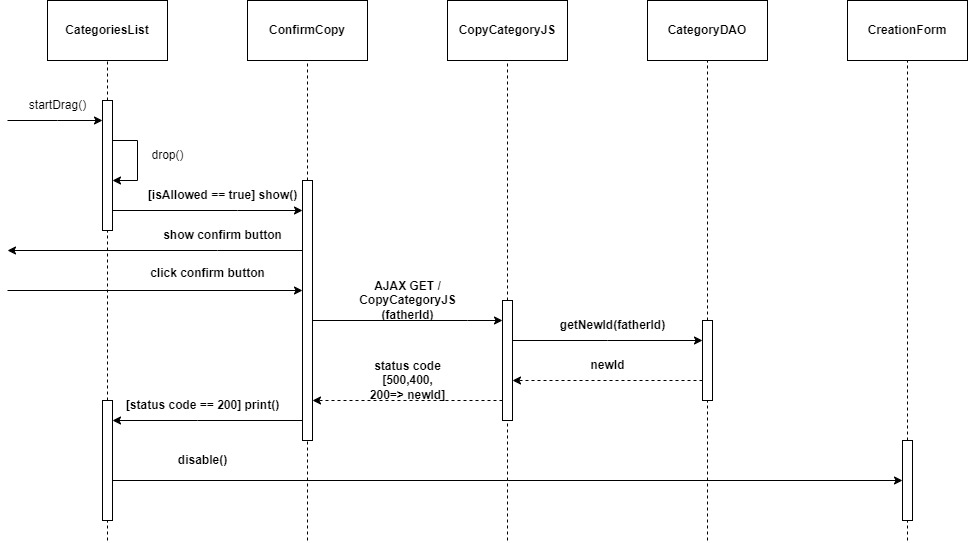 CategoriesList
ConfirmCopy
CopyCategoryJS
CategoryDAO
CreationForm
startDrag()
drop()
[isAllowed == true] show()
show confirm button
click confirm button
AJAX GET /
CopyCategoryJS
(fatherId)
getNewId(fatherId)
newId
status code
[500,400,
200=> newId]
[status code == 200] print()
disable()